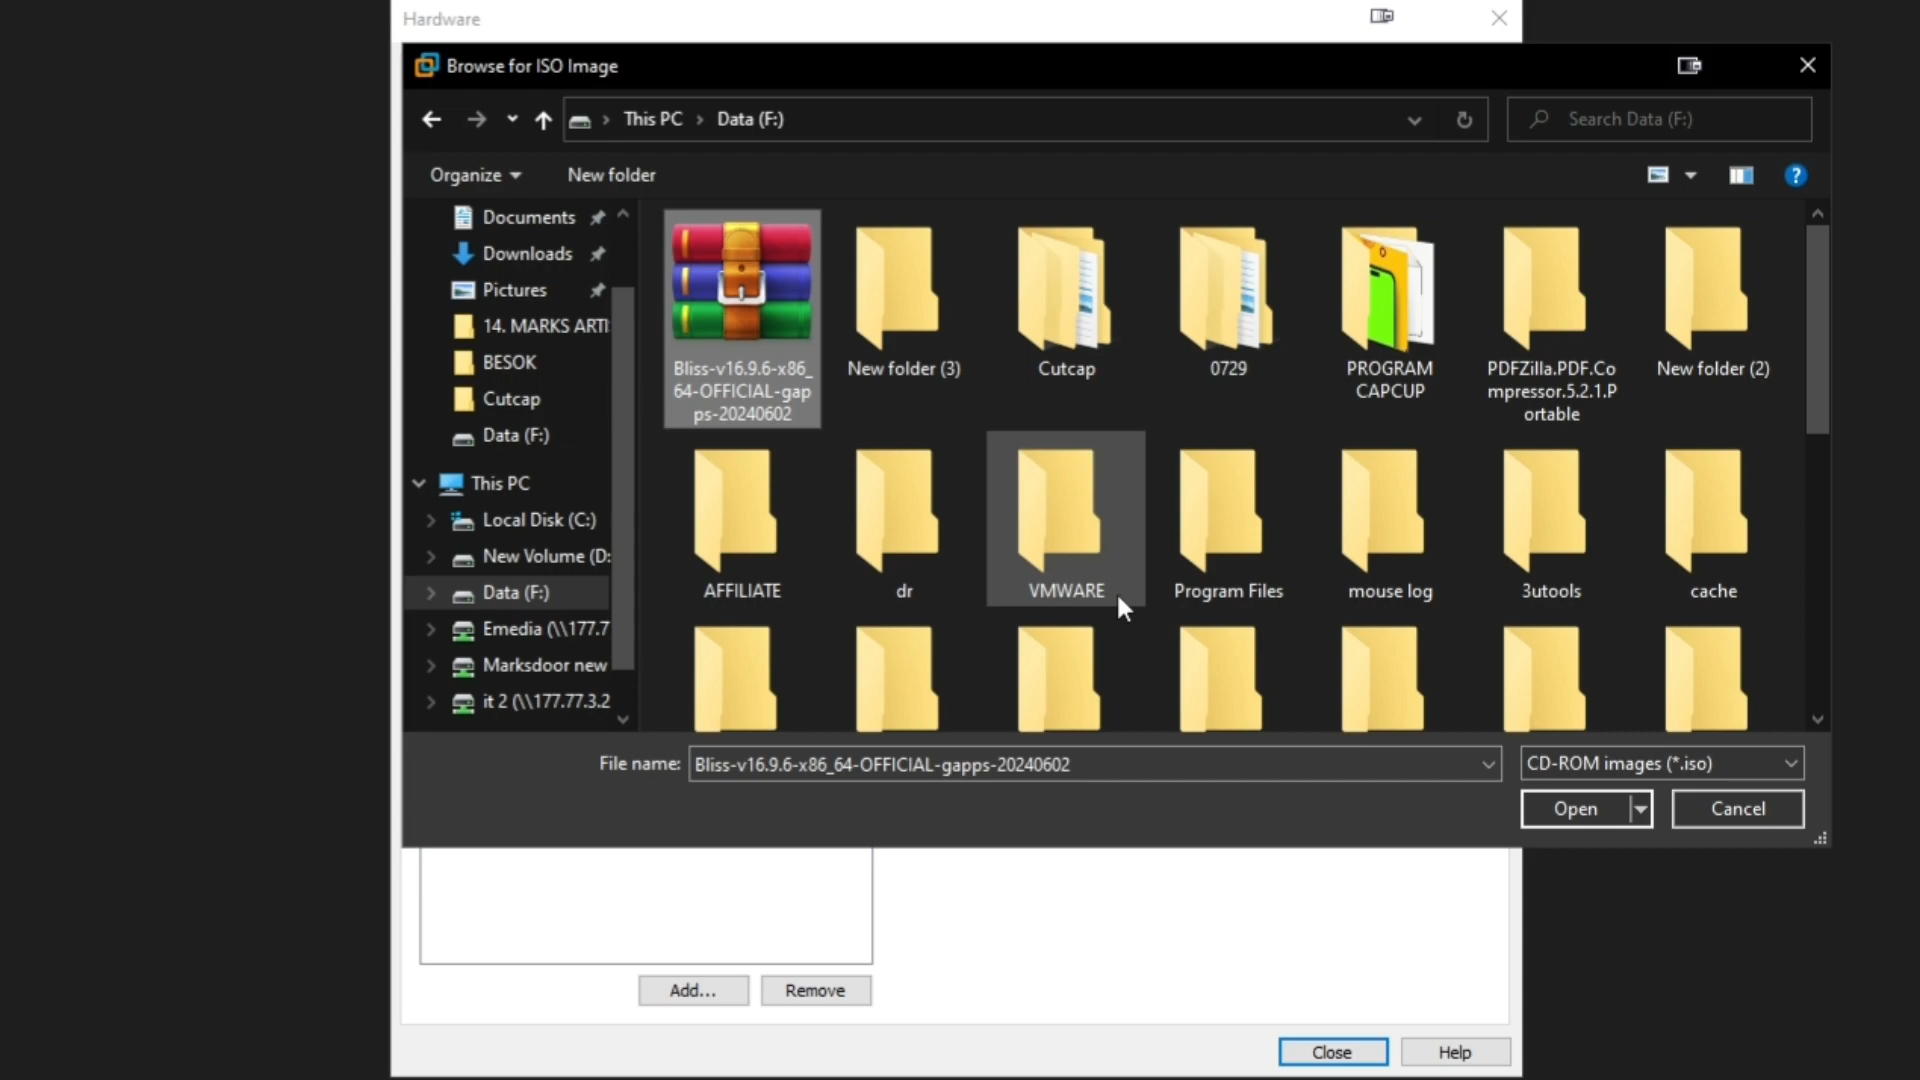 Hardware
Browse for ISO Image
This PC
Data (F:)
Search Data (F:)
Organize
New folder
Documents
Downloads
Pictures
14. MARKS ARTI
BESOK
Cutcap
Data (F:)
This PC
Local Disk (C:)
New Volume (D:
Data (F:)
Emedia (\\177.7
Marksdoor new
it 2 (\\177.77.3.2
Bliss-v16.9.6-x86_
64-OFFICIAL-gap
ps-20240602
New folder (3)
Cutcap
0729
PROGRAM
CAPCUP
PDFZilla.PDF.Co
mpressor.5.2.1.P
ortable
New folder (2)
AFFILIATE
dr
VMWARE
Program Files
mouse log
3utools
cache
File name:
Bliss-v16.9.6-x86_64-OFFICIAL-gapps-20240602
CD-ROM images (*.iso)
Open
Cancel
Add...
Remove
Close
Help